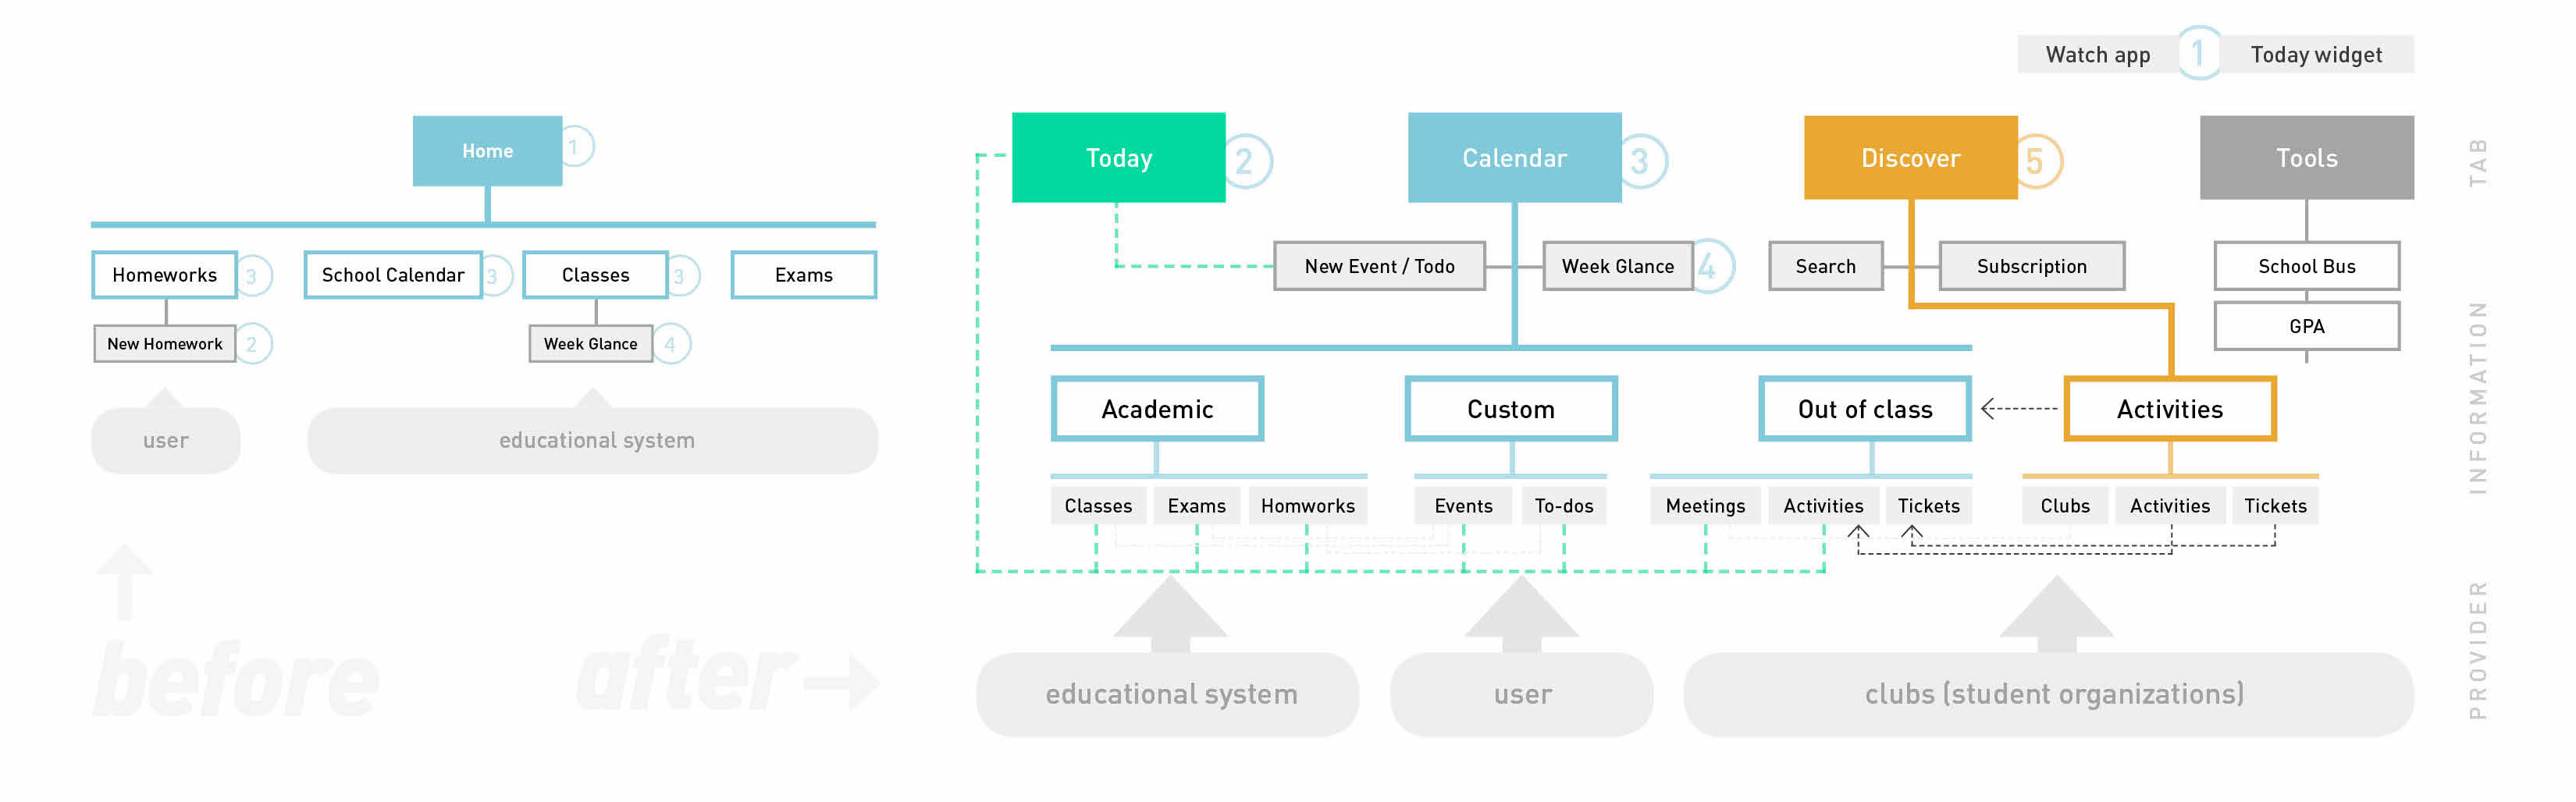 Watch app 1 Today widget
Home 1
Homeworks 3 School Calendar 3 Classes 3 Exams
New Homework 2 Week Glance 4
user educational system
before
after
Today 2 Calendar 3 Discover 5 Tools
TAB
New Event / Todo Week Glance 4 Search Subscription School Bus
GPA
Academic Custom Out of class Activities
INFORMATION
Classes Exams Homworks Events To-dos Meetings Activities Tickets Clubs Activities Tickets
educational system user clubs (student organizations)
PROVIDER